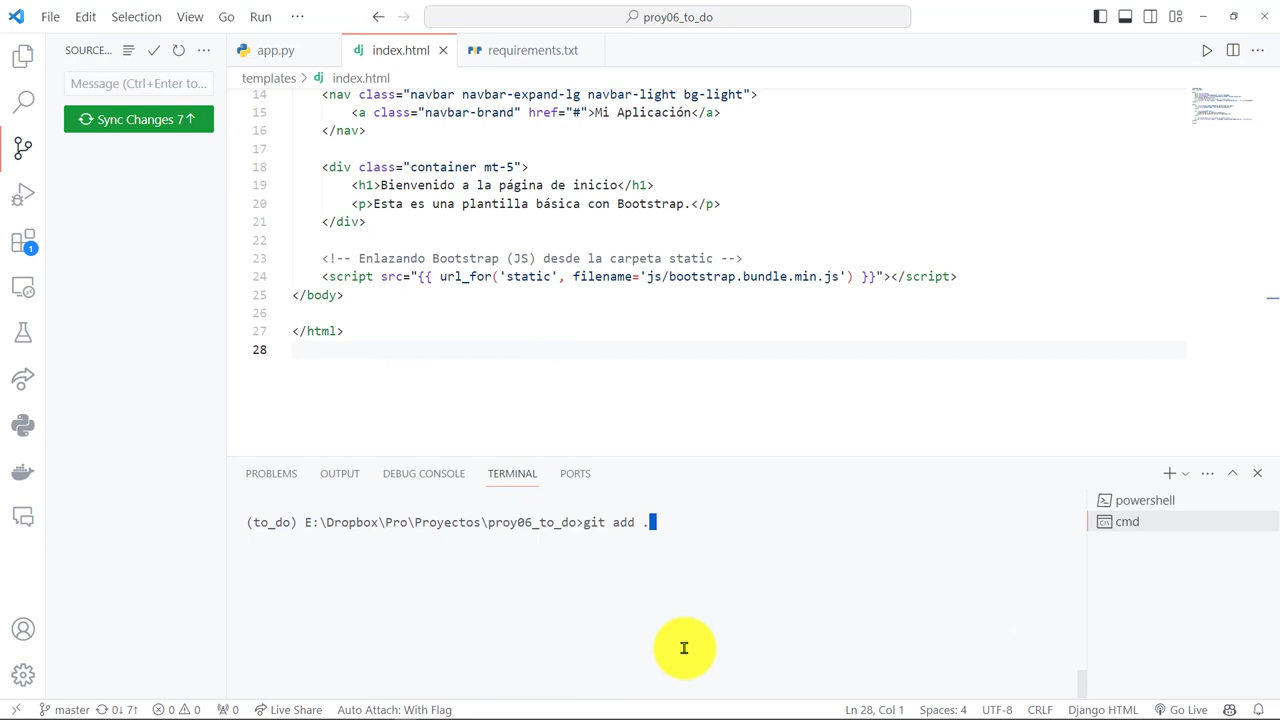 File Edit Selection View Go Run ··· proy06_to_do
SOURCE... ···
app.py index.html requirements.txt ···
Message (Ctrl+Enter to...
templates > index.html
Sync Changes 7↑
14 <nav class="navbar navbar-expand-lg navbar-light bg-light">
15 <a class="navbar-brand" href="#">Mi Aplicación</a>
16 </nav>
17
18 <div class="container mt-5">
19 <h1>Bienvenido a la página de inicio</h1>
20 <p>Esta es una plantilla básica con Bootstrap.</p>
21 </div>
22
23 <!-- Enlazando Bootstrap (JS) desde la carpeta static -->
24 <script src="{{ url_for('static', filename='js/bootstrap.bundle.min.js') }}"></script>
25 </body>
26
27 </html>
28
1
PROBLEMS OUTPUT DEBUG CONSOLE TERMINAL PORTS ···
(to_do) E:\Dropbox\Pro\Proyectos\proy06_to_do>git add .
powershell
cmd
master 0↓ 7↑ 0 0 0 Live Share Auto Attach: With Flag Ln 28, Col 1 Spaces: 4 UTF-8 CRLF Django HTML Go Live